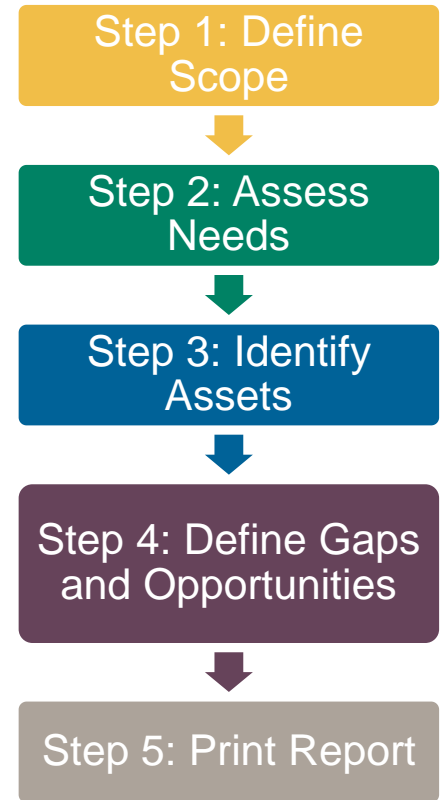 Step 1: Define
Scope
Step 2: Assess
Needs
Step 3: Identify
Assets
Step 4: Define Gaps
and Opportunities
Step 5: Print Report